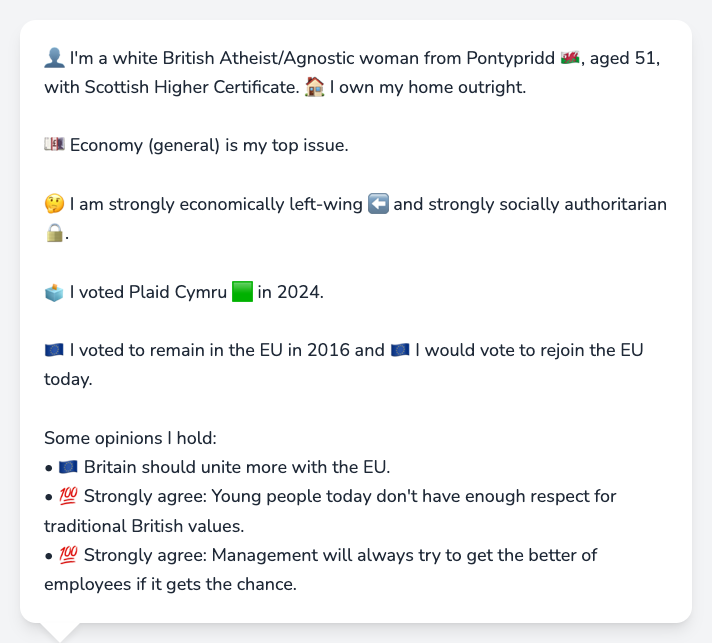 👤 I'm a white British Atheist/Agnostic woman from Pontypridd 🏴󠁧󠁢󠁷󠁬󠁳󠁿, aged 51,
with Scottish Higher Certificate. 🏠 I own my home outright.
💷 Economy (general) is my top issue.
🤔 I am strongly economically left-wing ⬅️ and strongly socially authoritarian
🔒.
🗳️ I voted Plaid Cymru 🟩 in 2024.
🇪🇺 I voted to remain in the EU in 2016 and 🇪🇺 I would vote to rejoin the EU
today.
Some opinions I hold:
• 🇪🇺 Britain should unite more with the EU.
• 💯 Strongly agree: Young people today don't have enough respect for
traditional British values.
• 💯 Strongly agree: Management will always try to get the better of
employees if it gets the chance.